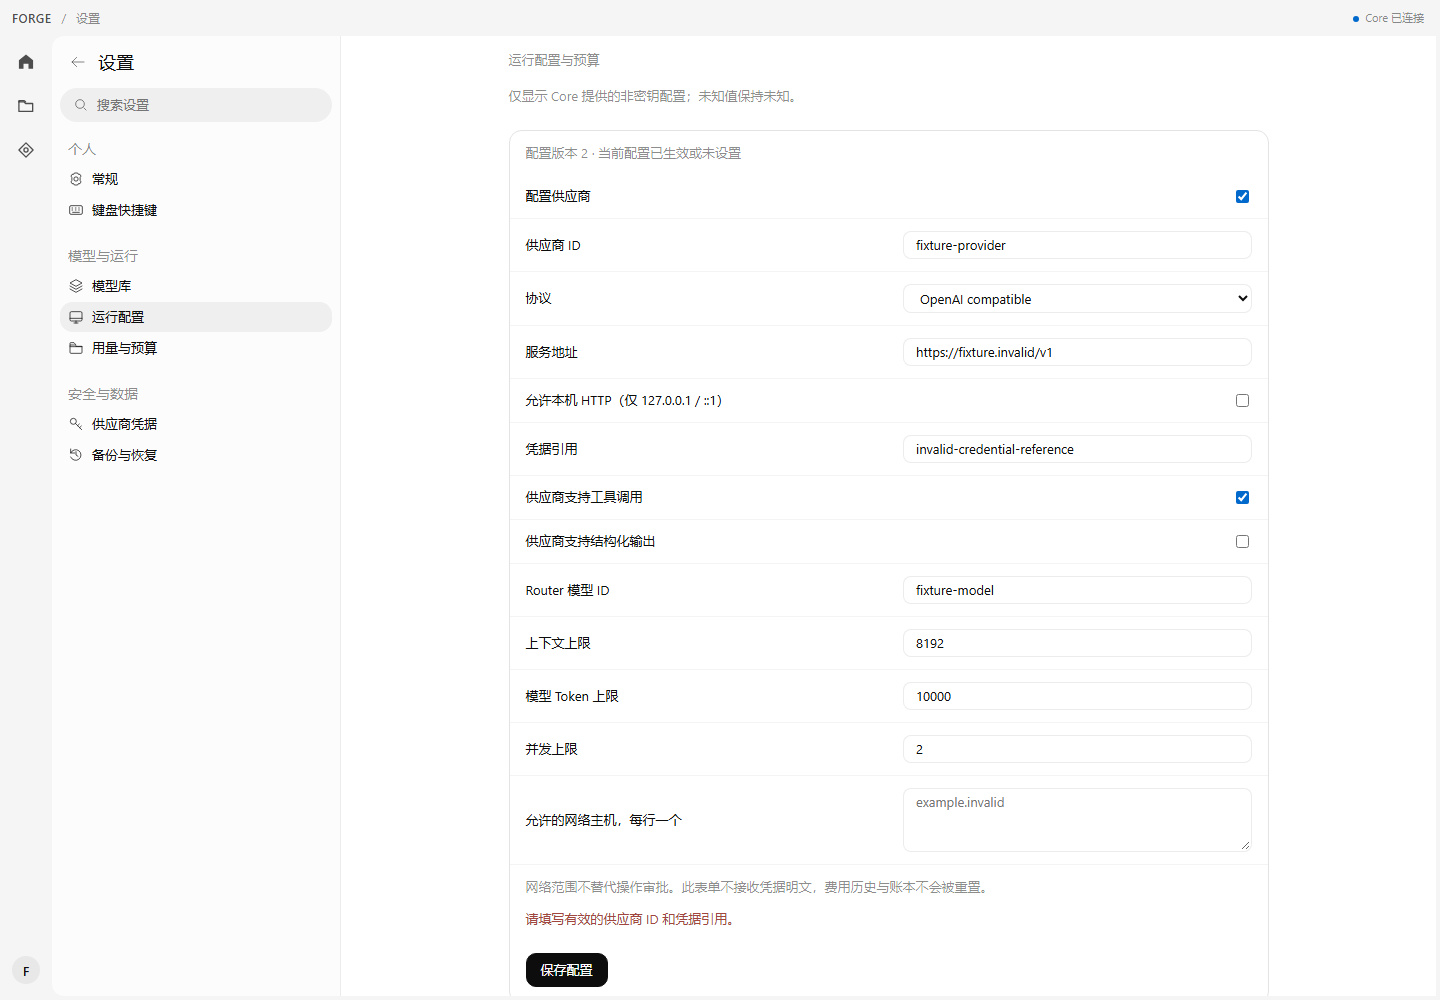 FORGE / 设置
Core 已连接
设置
搜索设置
个人
常规
键盘快捷键
模型与运行
模型库
运行配置
用量与预算
安全与数据
供应商凭据
备份与恢复
F
运行配置与预算
仅显示 Core 提供的非密钥配置；未知值保持未知。
配置版本 2 · 当前配置已生效或未设置
配置供应商
供应商 ID
fixture-provider
协议
OpenAI compatible
服务地址
https://fixture.invalid/v1
允许本机 HTTP（仅 127.0.0.1 / ::1）
凭据引用
invalid-credential-reference
供应商支持工具调用
供应商支持结构化输出
Router 模型 ID
fixture-model
上下文上限
8192
模型 Token 上限
10000
并发上限
2
允许的网络主机，每行一个
example.invalid
网络范围不替代操作审批。此表单不接收凭据明文，费用历史与账本不会被重置。
请填写有效的供应商 ID 和凭据引用。
保存配置